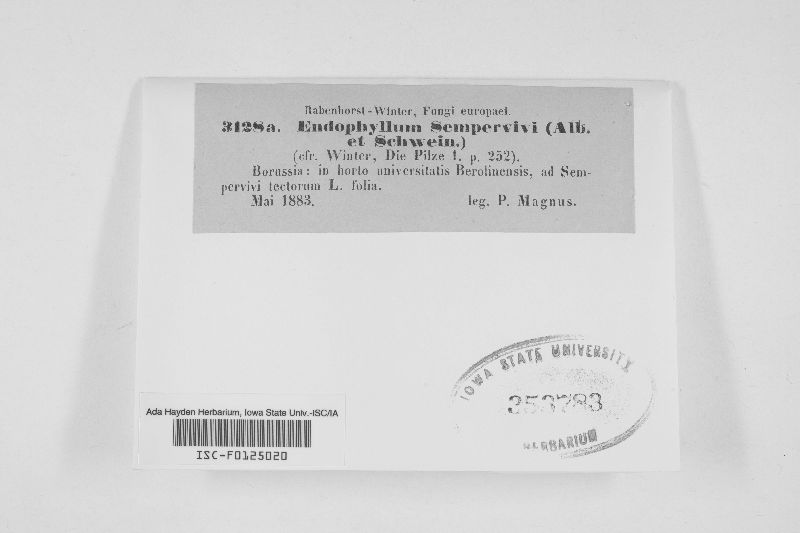 Rabenhorst-Winter, Fungi europaei.
3128a. Endophyllum Sempervivi (Alb.
et Schwein.)
(cfr. Winter, Die Pilze I. p. 252).
Borussia: in horto universitatis Berolinensis, ad Sem-
pervivi tectorum L. folia.
Mai 1883. leg. P. Magnus.
IOWA STATE UNIVERSITY
353783
HERBARIUM
Ada Hayden Herbarium, Iowa State Univ.-ISC/IA
ISC-F0125020